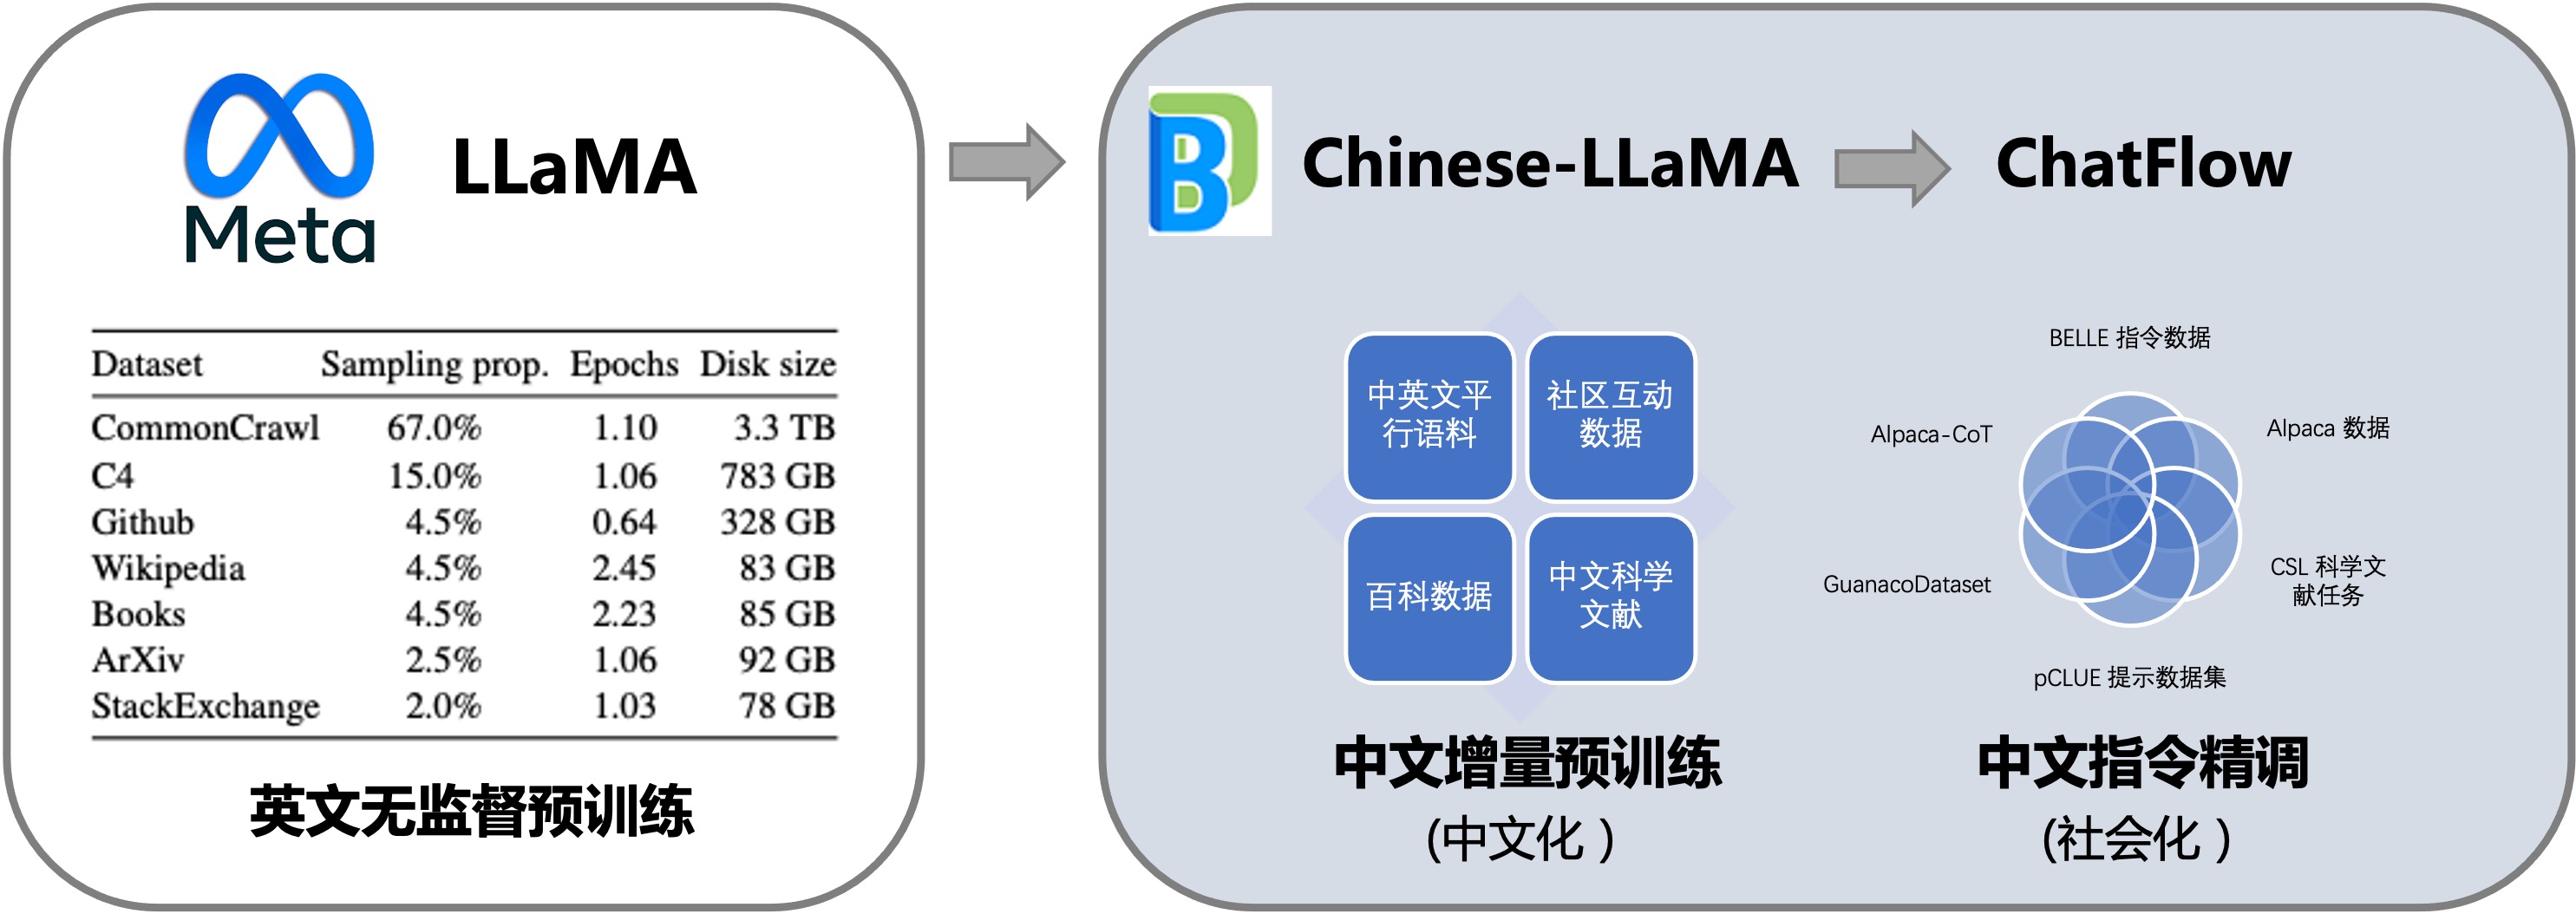 Meta
LLaMA
Dataset Sampling prop. Epochs Disk size
CommonCrawl 67.0% 1.10 3.3 TB
C4 15.0% 1.06 783 GB
Github 4.5% 0.64 328 GB
Wikipedia 4.5% 2.45 83 GB
Books 4.5% 2.23 85 GB
ArXiv 2.5% 1.06 92 GB
StackExchange 2.0% 1.03 78 GB
英文无监督预训练
B
Chinese-LLaMA
ChatFlow
中英文平
行语料
社区互动
数据
百科数据
中文科学
文献
中文增量预训练
(中文化 )
BELLE 指令数据
Alpaca-CoT
Alpaca 数据
GuanacoDataset
CSL 科学文
献任务
pCLUE 提示数据集
中文指令精调
(社会化 )